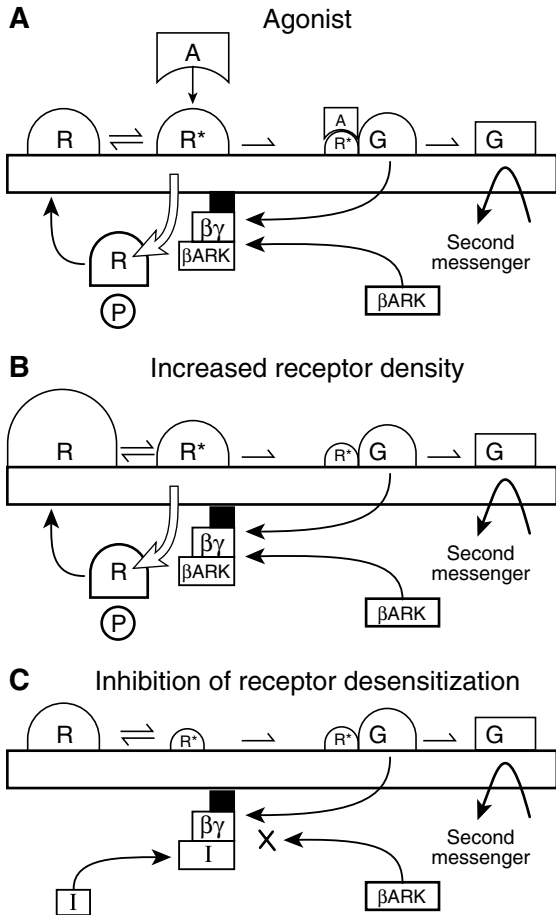 A
Agonist
A
R
R*
A
R*
G
G
βγ
βARK
R
P
βARK
Second
messenger
B
Increased receptor density
R
R*
R*
G
G
βγ
βARK
R
P
βARK
Second
messenger
C
Inhibition of receptor desensitization
R
R*
R*
G
G
βγ
I
X
I
βARK
Second
messenger